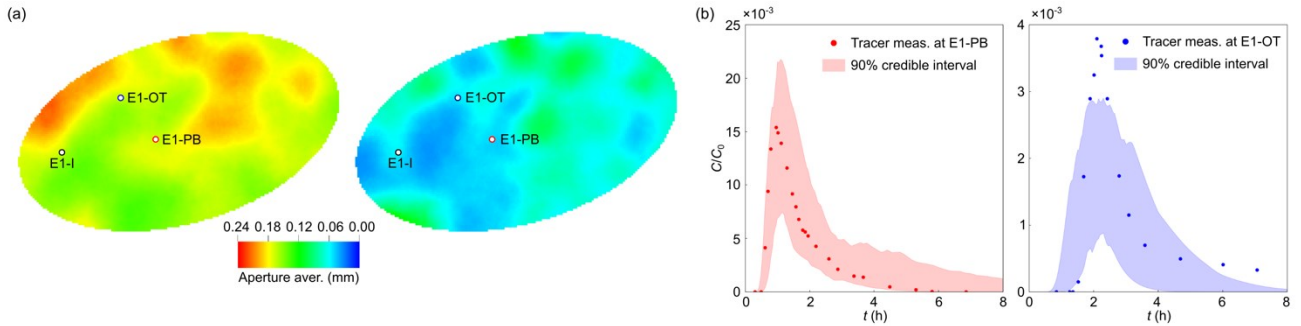 (a)
E1-OT
E1-PB
E1-I
E1-OT
E1-PB
E1-I
0.24 0.18 0.12 0.06 0.00
Aperture aver. (mm)
(b)
×10⁻³
25
20
15
10
5
0
C/C₀
Tracer meas. at E1-PB
90% credible interval
0 2 4 6 8
t (h)
×10⁻³
4
3
2
1
0
Tracer meas. at E1-OT
90% credible interval
0 2 4 6 8
t (h)